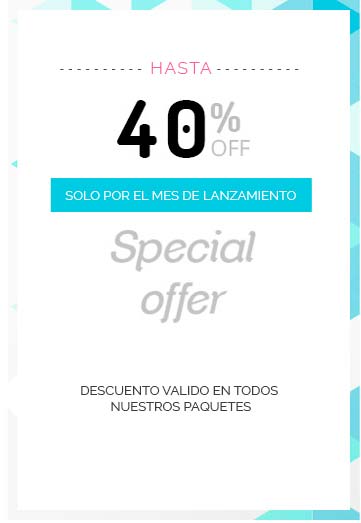 ---------- HASTA ----------
40%
OFF
SOLO POR EL MES DE LANZAMIENTO
Special
offer
DESCUENTO VALIDO EN TODOS
NUESTROS PAQUETES